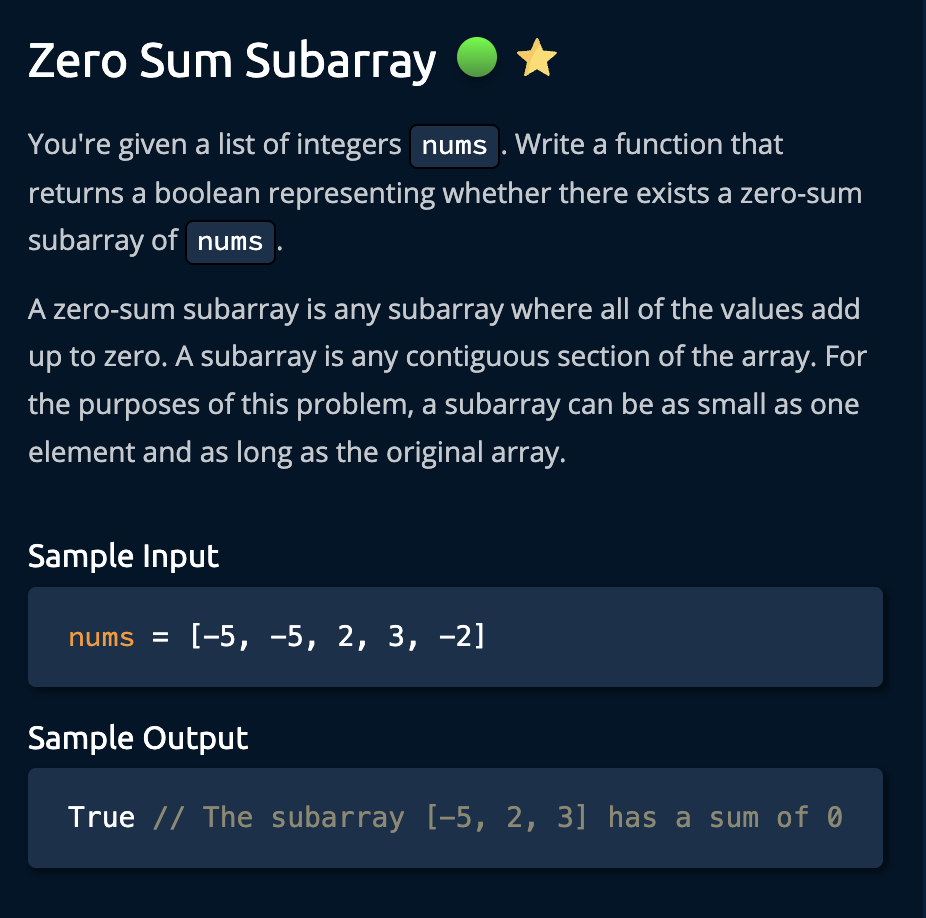 Zero Sum Subarray
You're given a list of integers nums . Write a function that
returns a boolean representing whether there exists a zero-sum
subarray of nums .
A zero-sum subarray is any subarray where all of the values add
up to zero. A subarray is any contiguous section of the array. For
the purposes of this problem, a subarray can be as small as one
element and as long as the original array.
Sample Input
nums = [-5, -5, 2, 3, -2]
Sample Output
True // The subarray [-5, 2, 3] has a sum of 0